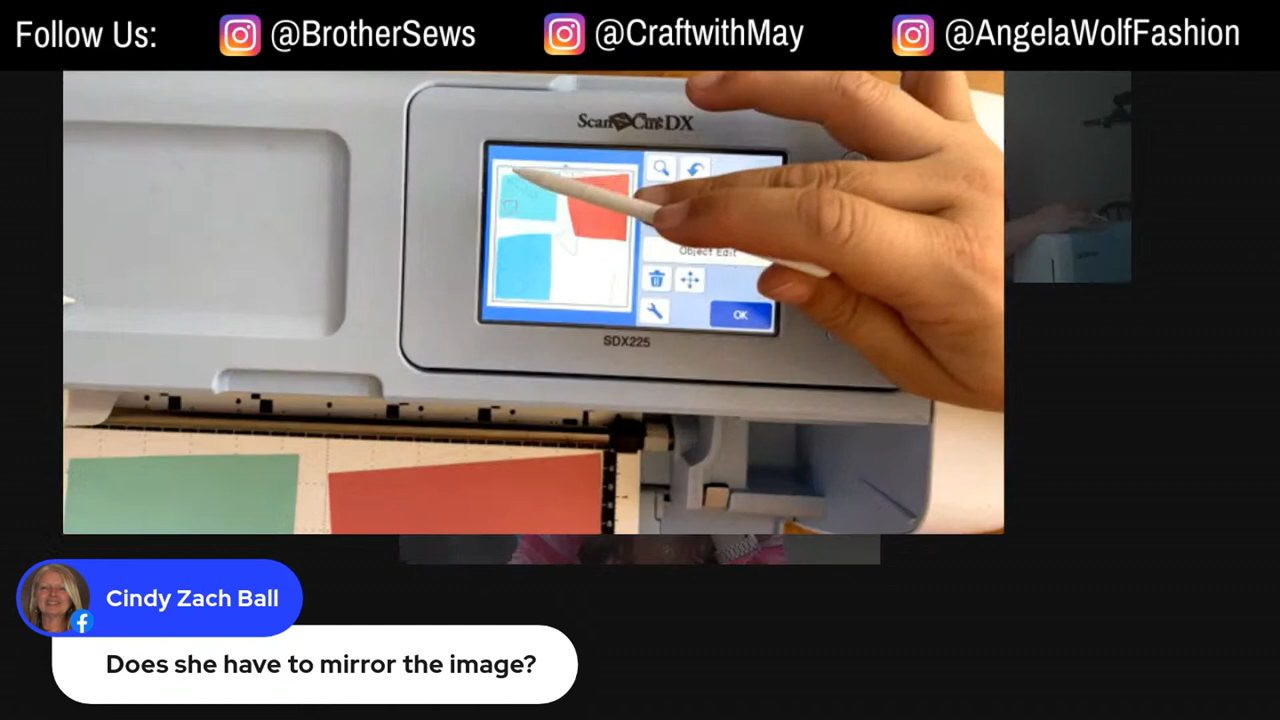 Follow Us: @BrotherSews @CraftwithMay @AngelaWolfFashion
ScanNCut DX
Object Edit
OK
SDX225
Cindy Zach Ball
Does she have to mirror the image?